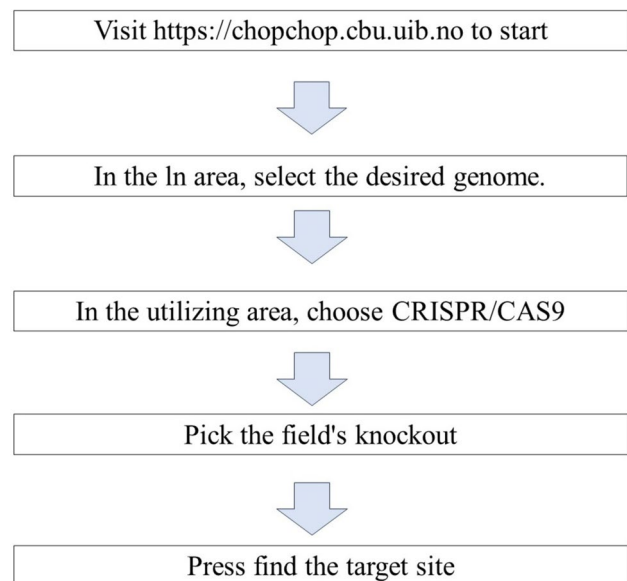 Visit https://chopchop.cbu.uib.no to start
In the ln area, select the desired genome.
In the utilizing area, choose CRISPR/CAS9
Pick the field's knockout
Press find the target site